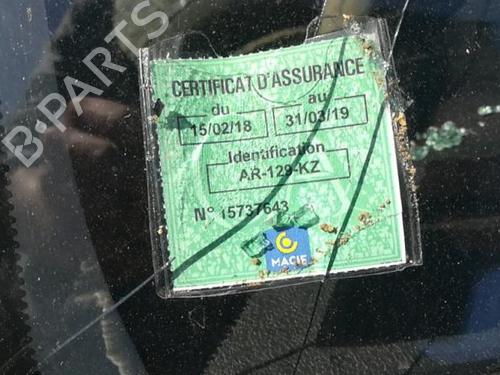 B-PARTS
CERTIFICAT D'ASSURANCE
du au
15/02/18 31/03/19
Identification
AR-129-KZ
N° 15737643
MACIF